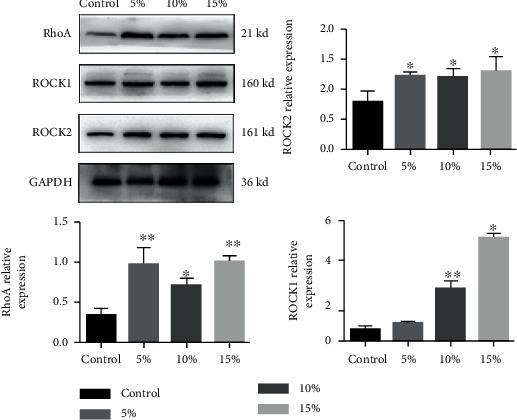 Control 5% 10% 15%
RhoA 21 kd
ROCK1 160 kd
ROCK2 161 kd
GAPDH 36 kd
ROCK2 relative expression
2.0
1.5
2.0
0.5
0.0
* * *
Control 5% 10% 15%
RhoA relative
expression
1.5
1.0
0.5
0.0
** * **
Control 5% 10% 15%
ROCK1 relative
expression
6
4
2
0
** *
Control 5% 10% 15%
Control
5%
10%
15%